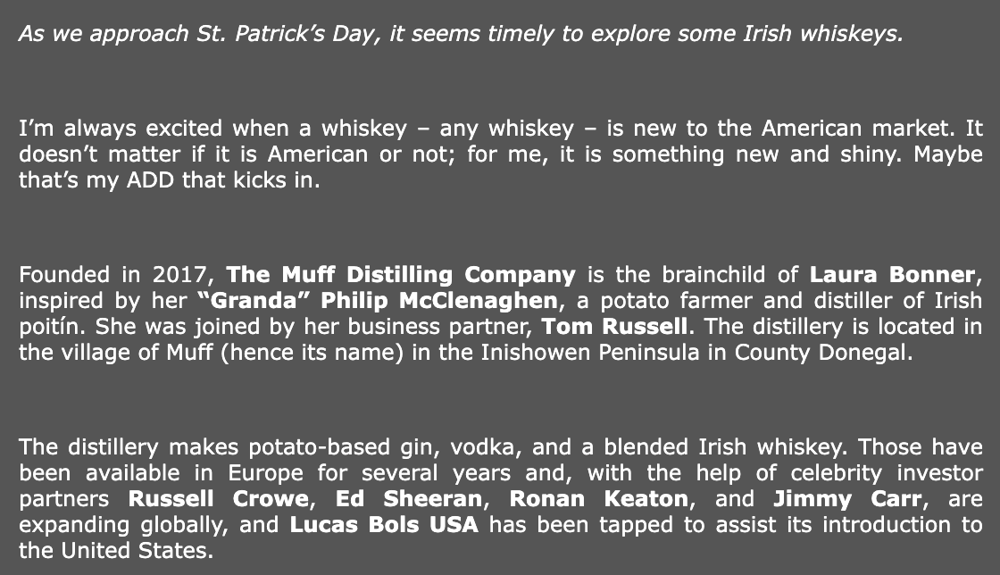 As we approach St. Patrick’s Day, it seems timely to explore some Irish whiskeys.
I’m always excited when a whiskey – any whiskey – is new to the American market. It
doesn’t matter if it is American or not; for me, it is something new and shiny. Maybe
that’s my ADD that kicks in.
Founded in 2017, The Muff Distilling Company is the brainchild of Laura Bonner,
inspired by her “Granda” Philip McClenaghen, a potato farmer and distiller of Irish
poitín. She was joined by her business partner, Tom Russell. The distillery is located in
the village of Muff (hence its name) in the Inishowen Peninsula in County Donegal.
The distillery makes potato-based gin, vodka, and a blended Irish whiskey. Those have
been available in Europe for several years and, with the help of celebrity investor
partners Russell Crowe, Ed Sheeran, Ronan Keaton, and Jimmy Carr, are
expanding globally, and Lucas Bols USA has been tapped to assist its introduction to
the United States.